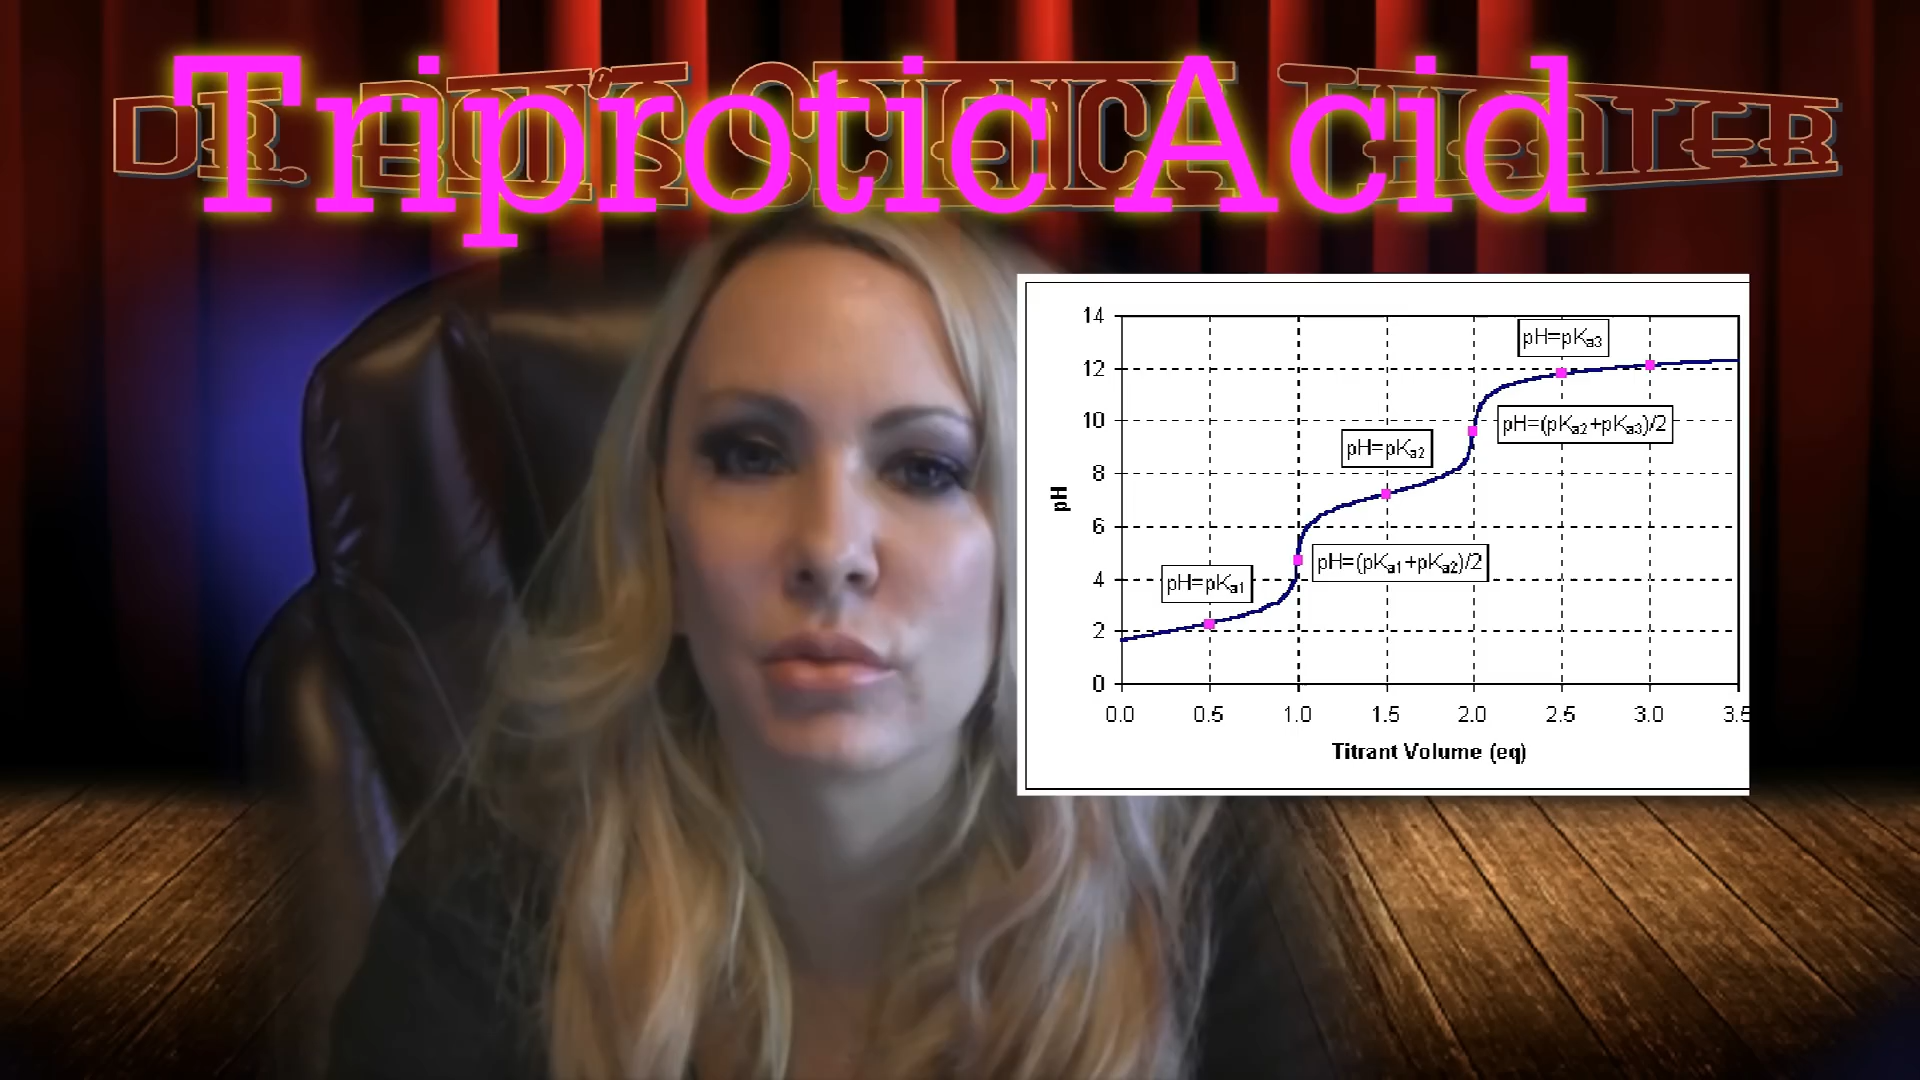 Triprotic Acid
DR. THEATER
14
12
10
8
6
4
2
0
pH
pH=pKa3
pH=(pKa2+pKa3)/2
pH=pKa2
pH=(pKa1+pKa2)/2
pH=pKa1
0.0 0.5 1.0 1.5 2.0 2.5 3.0 3.5
Titrant Volume (eq)